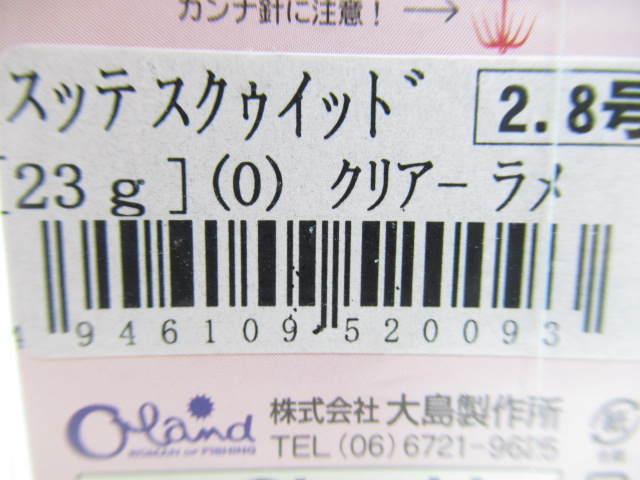 カンナ針に注意！
スッテ スクゥイッド 2.8号
[23g](0) クリアー ラメ
4 946109 520093
Oland 株式会社 大島製作所
TEL(06)6721-9625